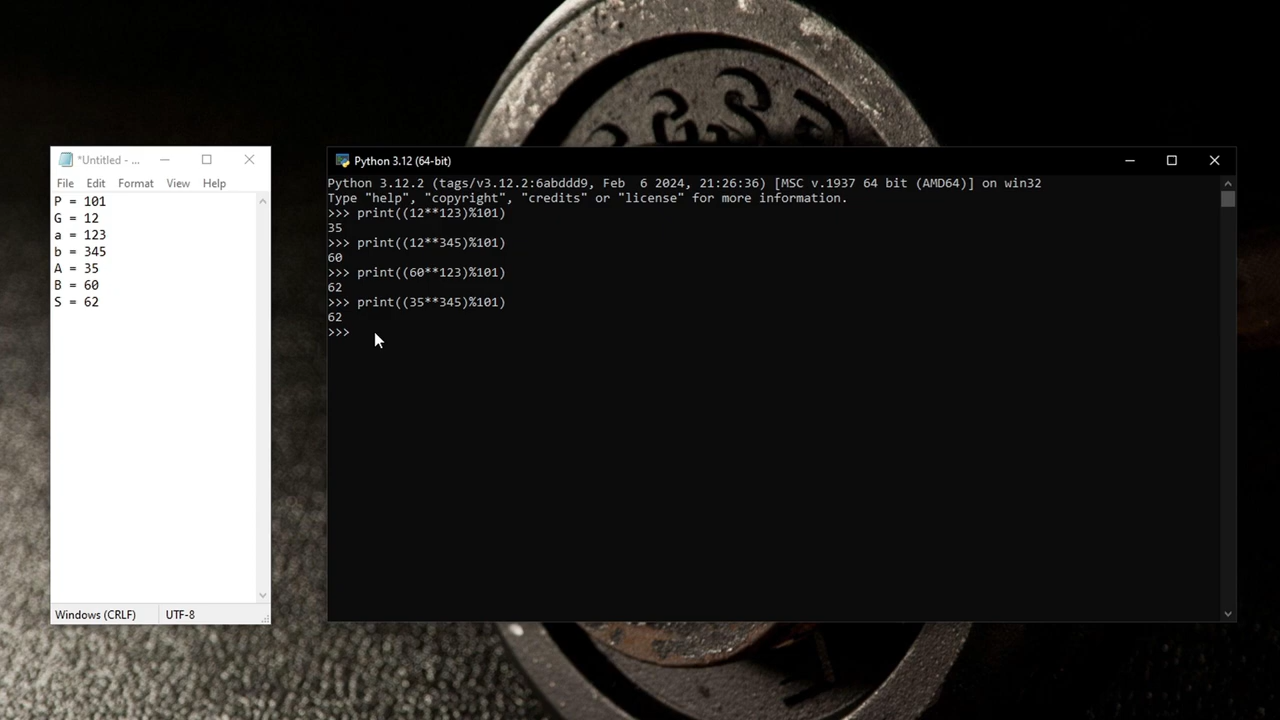 *Untitled - ...
File Edit Format View Help
P = 101
G = 12
a = 123
b = 345
A = 35
B = 60
S = 62
Windows (CRLF) UTF-8
Python 3.12 (64-bit)
Python 3.12.2 (tags/v3.12.2:6abddd9, Feb  6 2024, 21:26:36) [MSC v.1937 64 bit (AMD64)] on win32
Type "help", "copyright", "credits" or "license" for more information.
>>> print((12**123)%101)
35
>>> print((12**345)%101)
60
>>> print((60**123)%101)
62
>>> print((35**345)%101)
62
>>>